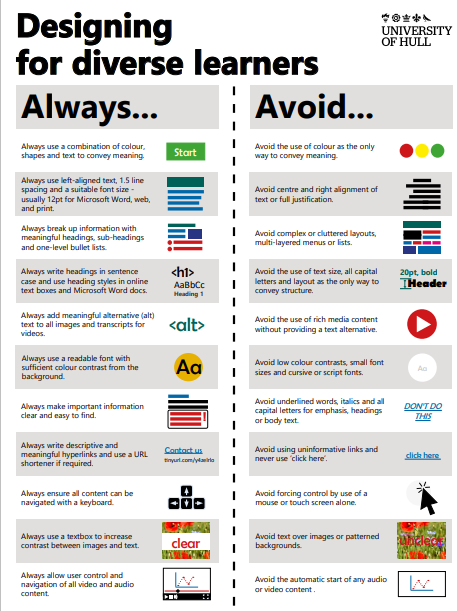 Designing
for diverse learners
UNIVERSITY
OF HULL
Always...
Always use a combination of colour,
shapes and text to convey meaning.
Start
Always use left-aligned text, 1.5 line
spacing and a suitable font size -
usually 12pt for Microsoft Word, web,
and print.
Always break up information with
meaningful headings, sub-headings
and one-level bullet lists.
Always write headings in sentence
case and use heading styles in online
text boxes and Microsoft Word docs.
<h1>
AaBbCc
Heading 1
Always add meaningful alternative (alt)
text to all images and transcripts for
videos.
<alt>
Always use a readable font with
sufficient colour contrast from the
background.
Aa
Always make important information
clear and easy to find.
Always write descriptive and
meaningful hyperlinks and use a URL
shortener if required.
Contact us
Always ensure all content can be
navigated with a keyboard.
Always use a textbox to increase
contrast between images and text.
clear
Always allow user control and
navigation of all video and audio
content.
Avoid...
Avoid the use of colour as the only
way to convey meaning.
Avoid centre and right alignment of
text or full justification.
Avoid complex or cluttered layouts,
multi-layered menus or lists.
Avoid the use of text size, all capital
letters and layout as the only way to
convey structure.
20pt, bold
Header
Avoid the use of rich media content
without providing a text alternative.
Avoid low colour contrasts, small font
sizes and cursive or script fonts.
Aa
Avoid underlined words, italics and all
capital letters for emphasis, headings
or body text.
DON'T DO
THIS
Avoid using uninformative links and
never use 'click here'.
click here
Avoid forcing control by use of a
mouse or touch screen alone.
Avoid text over images or patterned
backgrounds.
unclear
Avoid the automatic start of any audio
or video content .